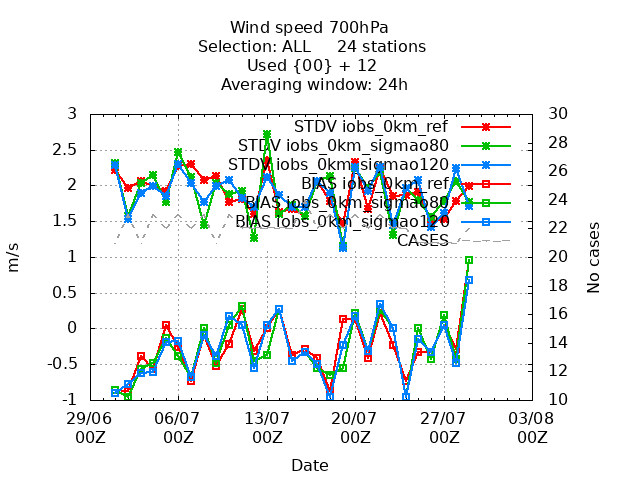 Wind speed 700hPa
Selection: ALL 24 stations
Used {00} + 12
Averaging window: 24h
3
2.5
2
1.5
1
0.5
0
-0.5
-1
m/s
30
28
26
24
22
20
18
16
14
12
10
No cases
STDV iobs_0km_ref
STDV iobs_0km_sigmao80
STDV iobs_0km_sigmao120
BIAS iobs_0km_ref
BIAS iobs_0km_sigmao80
BIAS iobs_0km_sigmao120
CASES
29/06 06/07 13/07 20/07 27/07 03/08
00Z 00Z 00Z 00Z 00Z 00Z
Date